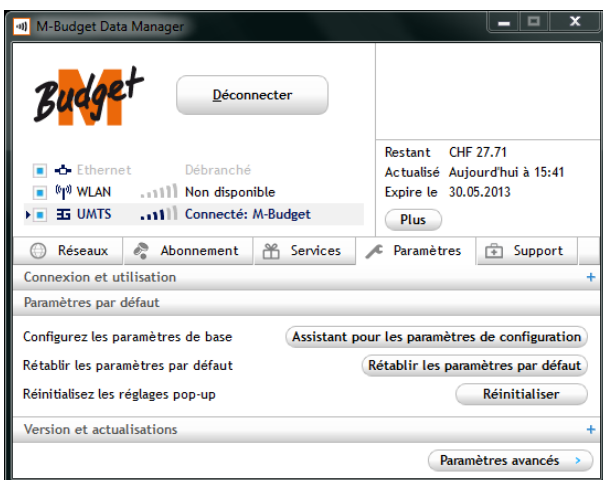 M-Budget Data Manager
M
Budget
Déconnecter
Ethernet Débranché
WLAN Non disponible
3G UMTS Connecté: M-Budget
Restant CHF 27.71
Actualisé Aujourd'hui à 15:41
Expire le 30.05.2013
Plus
Réseaux Abonnement Services Paramètres Support
Connexion et utilisation +
Paramètres par défaut
Configurez les paramètres de base Assistant pour les paramètres de configuration
Rétablir les paramètres par défaut Rétablir les paramètres par défaut
Réinitialisez les réglages pop-up Réinitialiser
Version et actualisations +
Paramètres avancés >